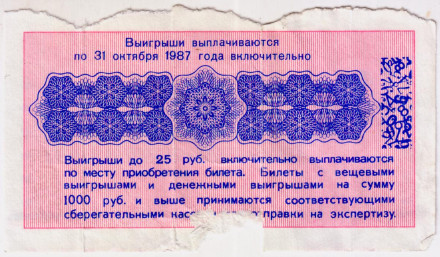 Выигрыши выплачиваются
по 31 октября 1987 года включительно
Выигрыши до 25 руб. включительно выплачиваются
по месту приобретения билета. Билеты с вещевыми
выигрышами и денежными выигрышами на сумму
1000 руб. и выше принимаются соответствующими
сберегательными правки на экспертизу.